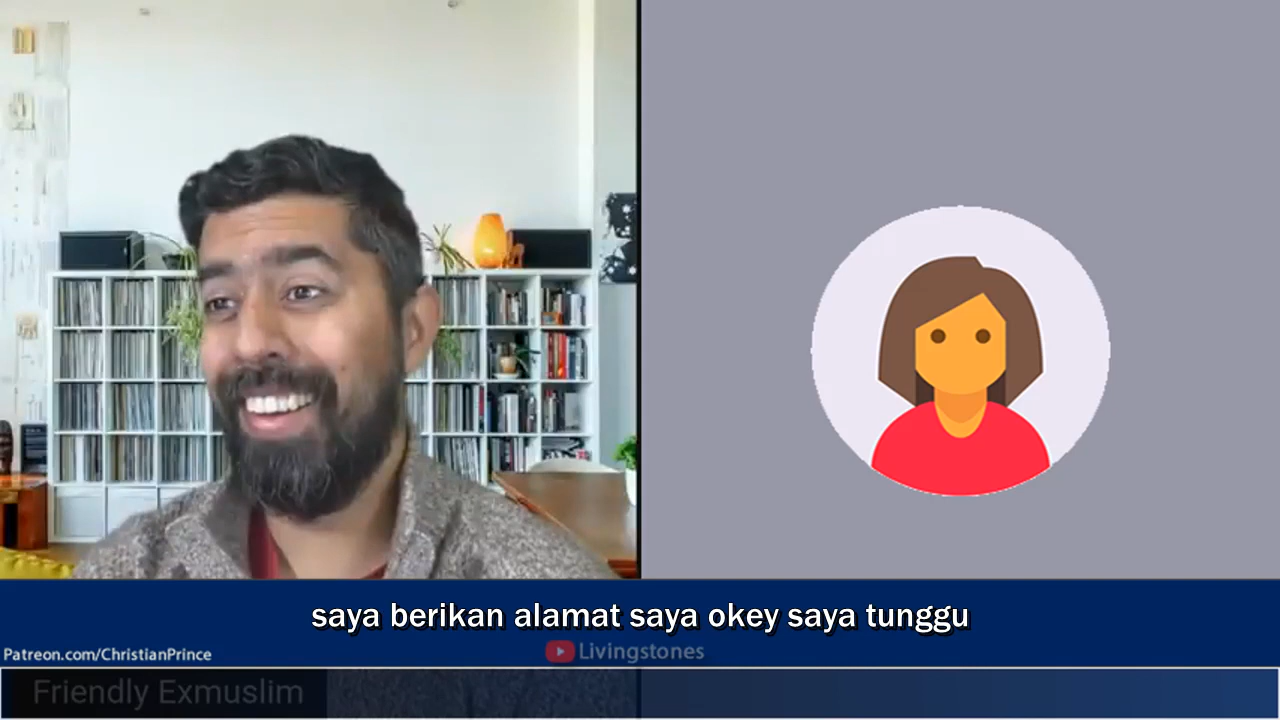 saya berikan alamat saya okey saya tunggu
Patreon.com/ChristianPrince
Livingstones
Friendly Exmuslim